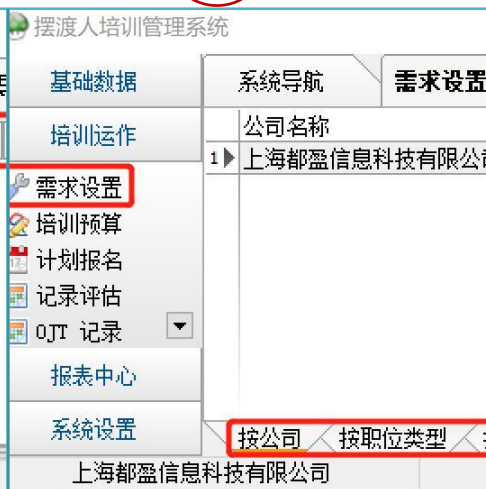 摆渡人培训管理系统
基础数据
培训运作
需求设置
培训预算
计划报名
记录评估
OJT 记录
报表中心
系统设置
系统导航 需求设置
公司名称
1 上海都盈信息科技有限公司
按公司 按职位类型
上海都盈信息科技有限公司